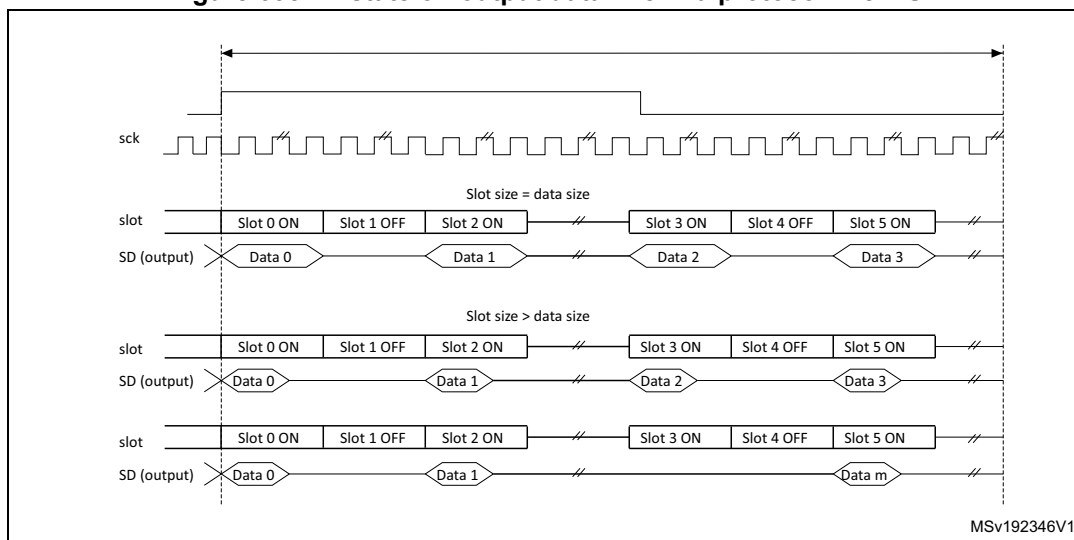 sck
Slot size = data size
slot Slot 0 ON Slot 1 OFF Slot 2 ON Slot 3 ON Slot 4 OFF Slot 5 ON
SD (output) Data 0 Data 1 Data 2 Data 3
Slot size > data size
slot Slot 0 ON Slot 1 OFF Slot 2 ON Slot 3 ON Slot 4 OFF Slot 5 ON
SD (output) Data 0 Data 1 Data 2 Data 3
slot Slot 0 ON Slot 1 OFF Slot 2 ON Slot 3 ON Slot 4 OFF Slot 5 ON
SD (output) Data 0 Data 1 Data m
MSv192346V1